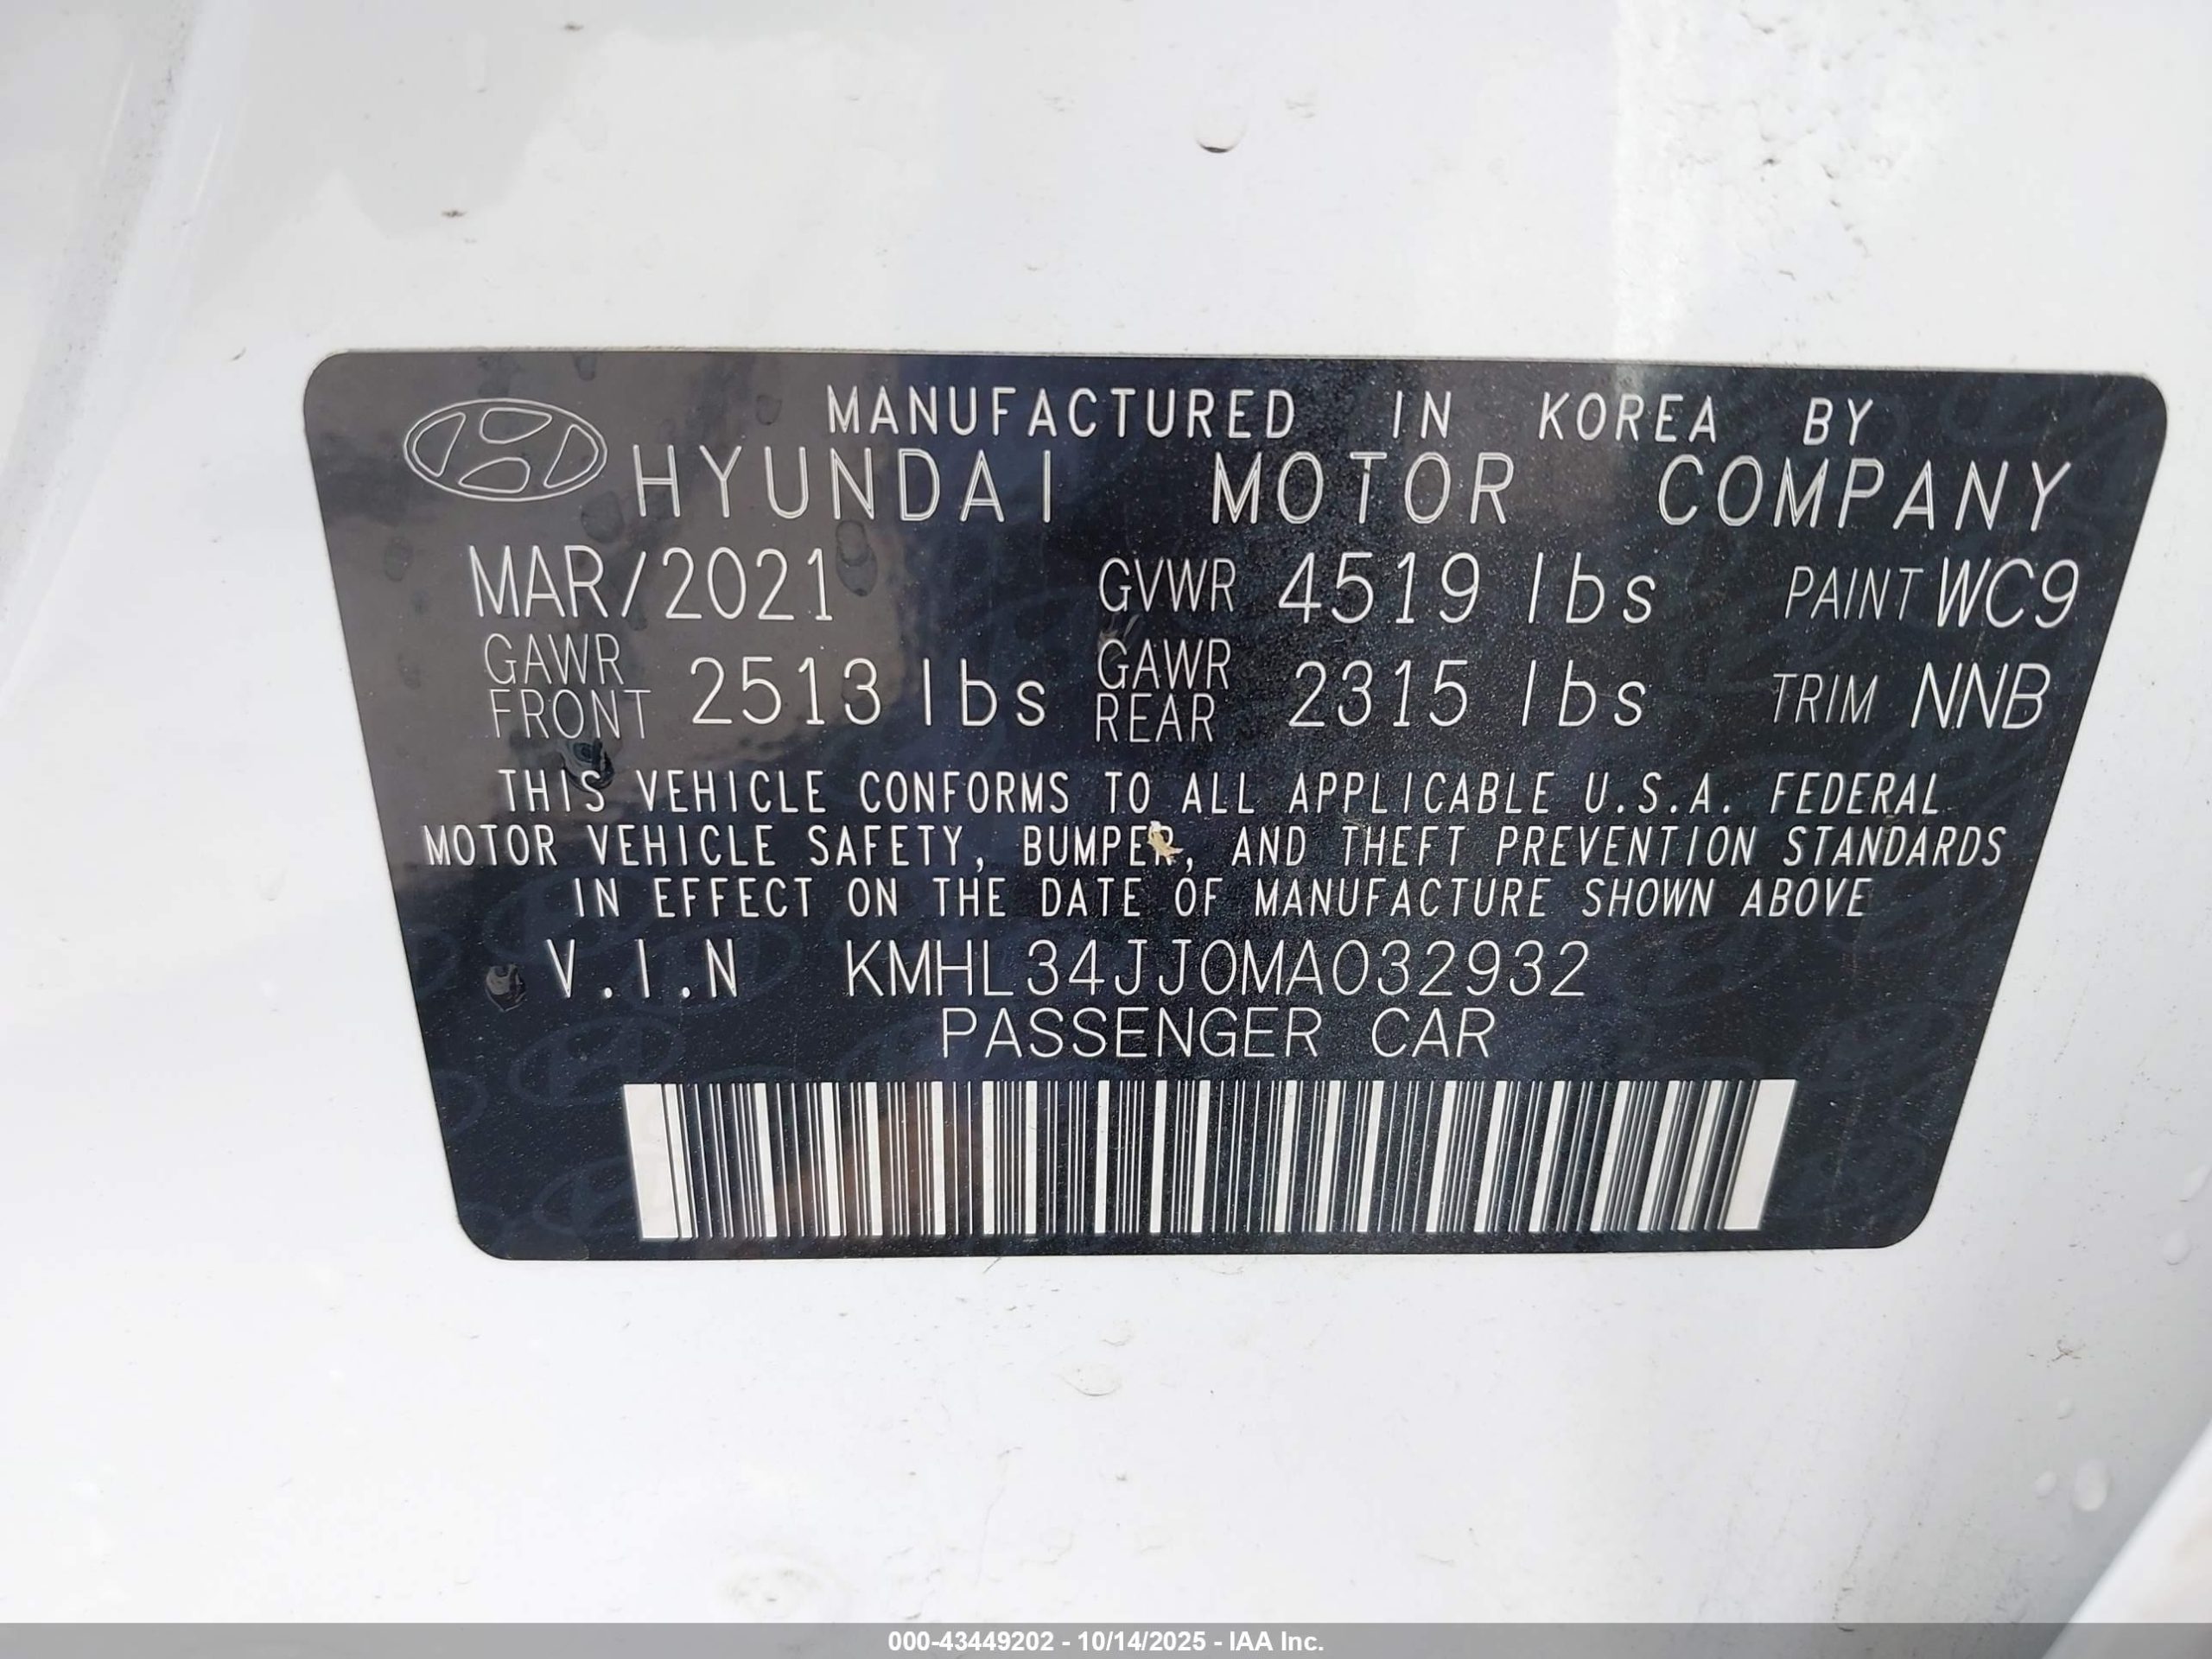 MANUFACTURED IN KOREA BY
HYUNDAI MOTOR COMPANY
MAR/2021 GVWR 4519 lbs PAINT WC9
GAWR FRONT 2513 lbs GAWR REAR 2315 lbs TRIM NNB
THIS VEHICLE CONFORMS TO ALL APPLICABLE U.S.A. FEDERAL
MOTOR VEHICLE SAFETY, BUMPER, AND THEFT PREVENTION STANDARDS
IN EFFECT ON THE DATE OF MANUFACTURE SHOWN ABOVE
V.I.N KMHL34JJ0MA032932
PASSENGER CAR
000-43449202 - 10/14/2025 - IAA Inc.